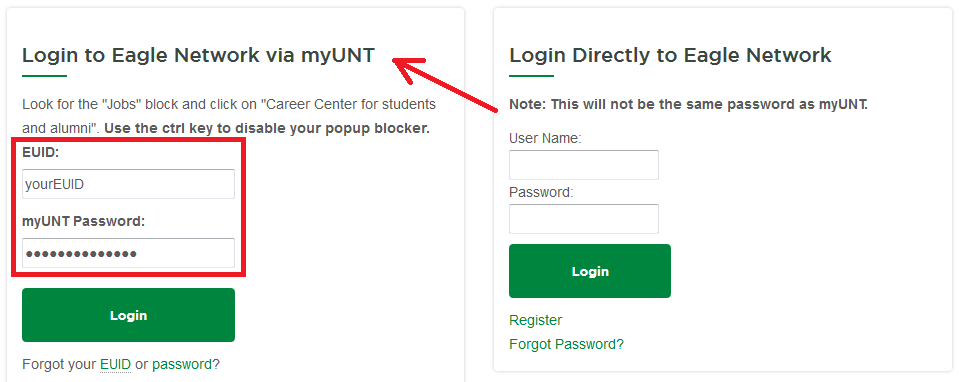 Login to Eagle Network via myUNT
Look for the "Jobs" block and click on "Career Center for students
and alumni". Use the ctrl key to disable your popup blocker.
EUID:
yourEUID
myUNT Password:
●●●●●●●●●●●●●●
Login
Forgot your EUID or password?
Login Directly to Eagle Network
Note: This will not be the same password as myUNT.
User Name:
Password:
Login
Register
Forgot Password?